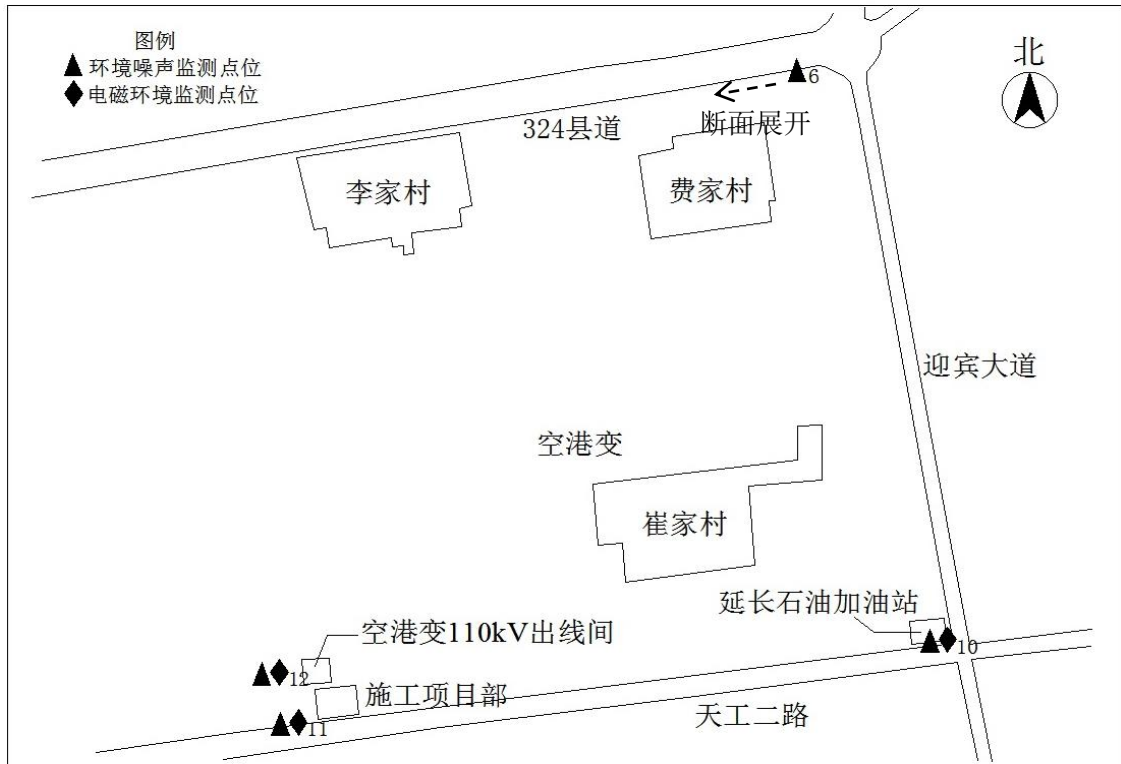 图例
环境噪声监测点位
电磁环境监测点位
北
6
断面展开
324县道
李家村
费家村
迎宾大道
空港变
崔家村
延长石油加油站
10
空港变110kV出线间
12
施工项目部
11
天工二路